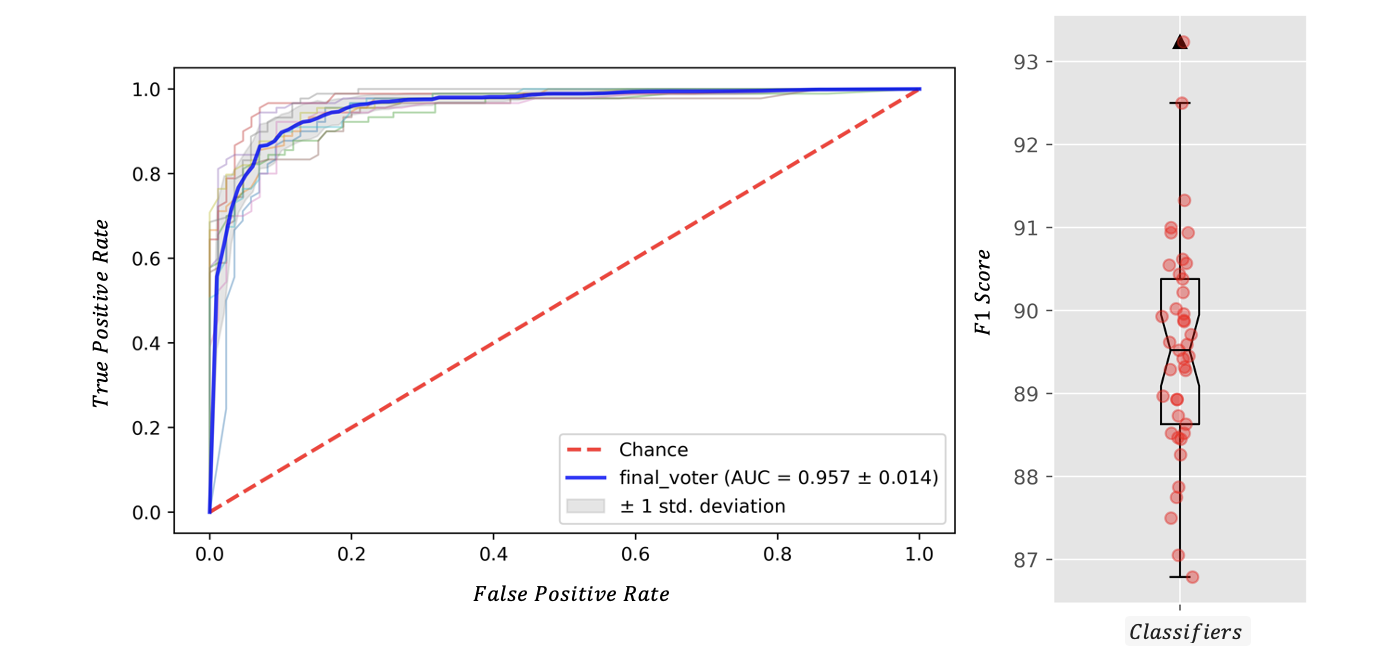 1.0
0.8
0.6
0.4
0.2
0.0
True Positive Rate
0.0 0.2 0.4 0.6 0.8 1.0
False Positive Rate
Chance
final_voter (AUC = 0.957 ± 0.014)
± 1 std. deviation
93
92
91
90
89
88
87
F1 Score
Classifiers